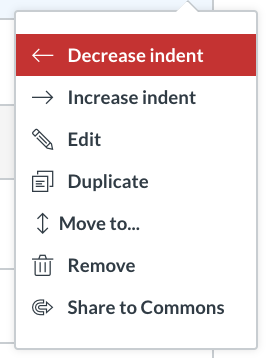 Decrease indent
Increase indent
Edit
Duplicate
Move to...
Remove
Share to Commons